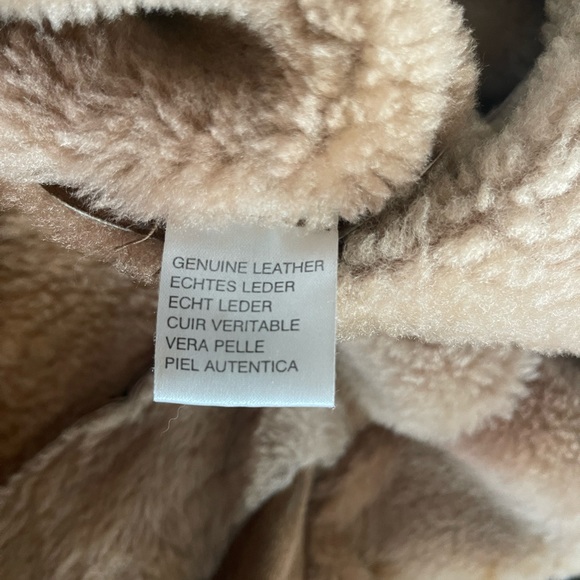 GENUINE LEATHER
ECHTES LEDER
ECHT LEDER
CUIR VERITABLE
VERA PELLE
PIEL AUTENTICA